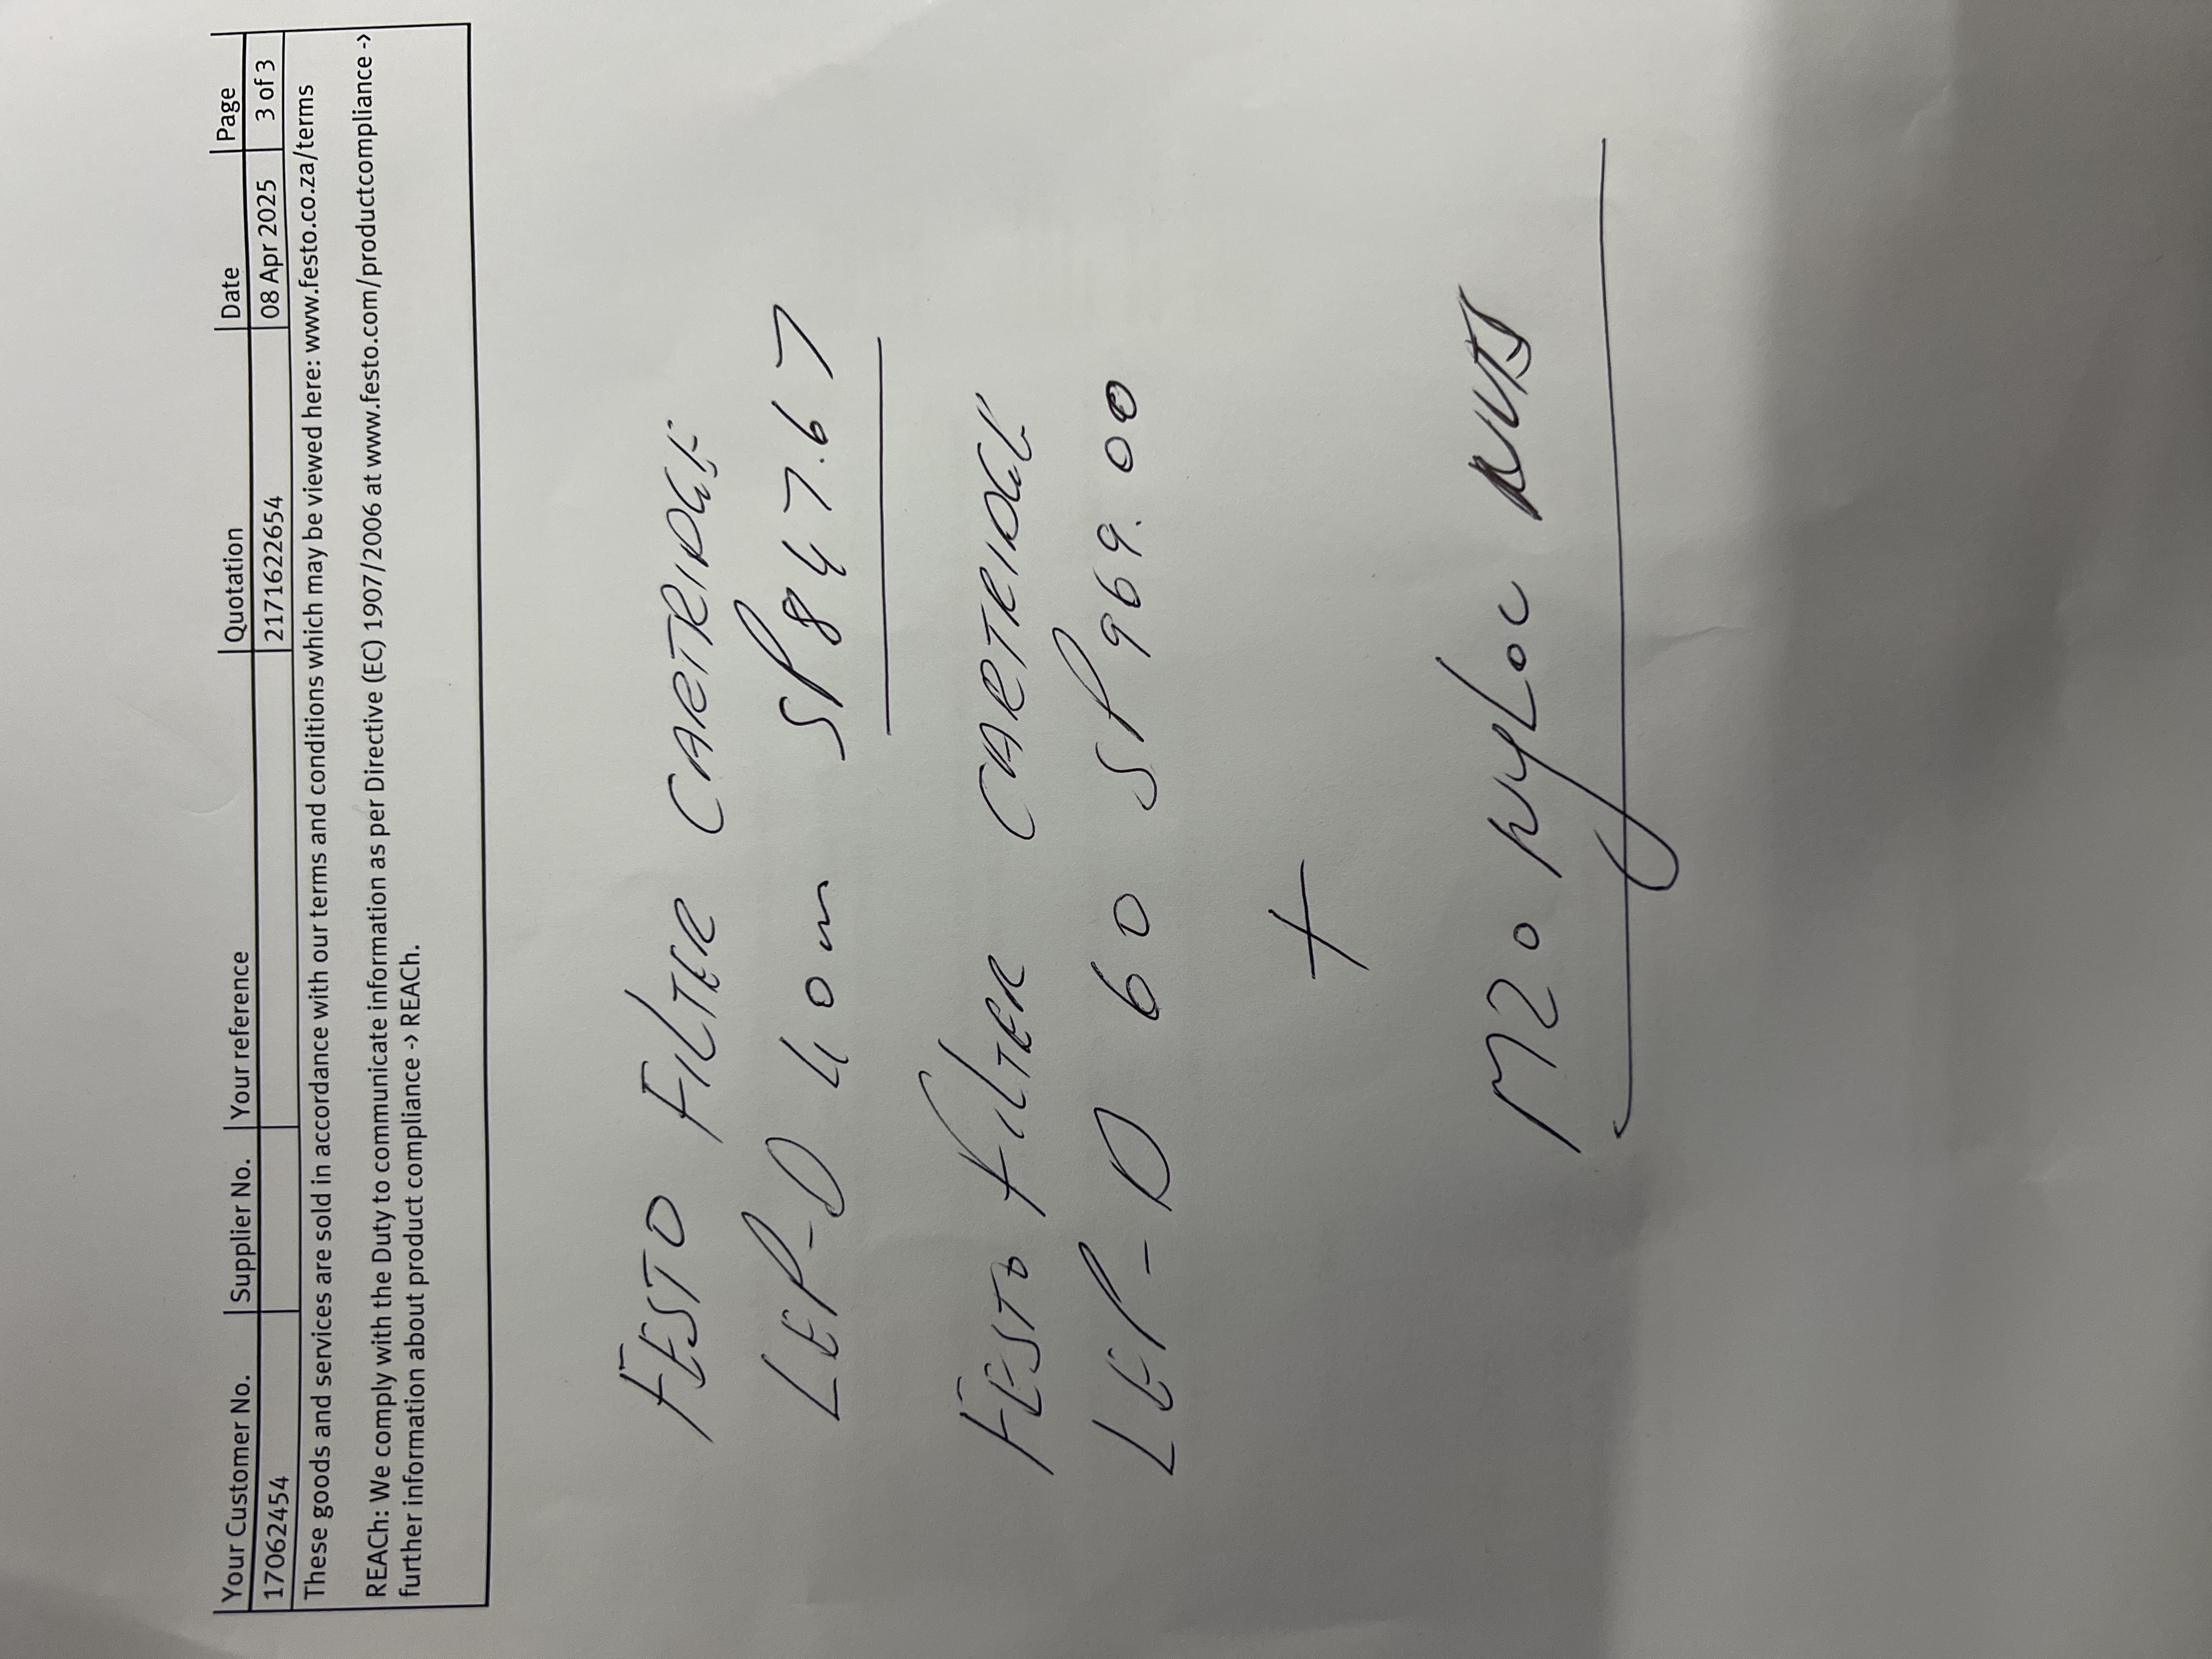 Your Customer No. Supplier No. Your reference Quotation Date Page
17062454 2171622654 08 Apr 2025 3 of 3
These goods and services are sold in accordance with our terms and conditions which may be viewed here: www.festo.co.za/terms
REACh: We comply with the Duty to communicate information as per Directive (EC) 1907/2006 at www.festo.com/productcompliance ->
further information about product compliance -> REACh.
FESTO FILTER CARTRIDGE
LEP-D 40m SP847.67
FESTO FILTER CARTRIDGE
LEP-D 60 SP969.00
+
M20 NYLOC NUTS